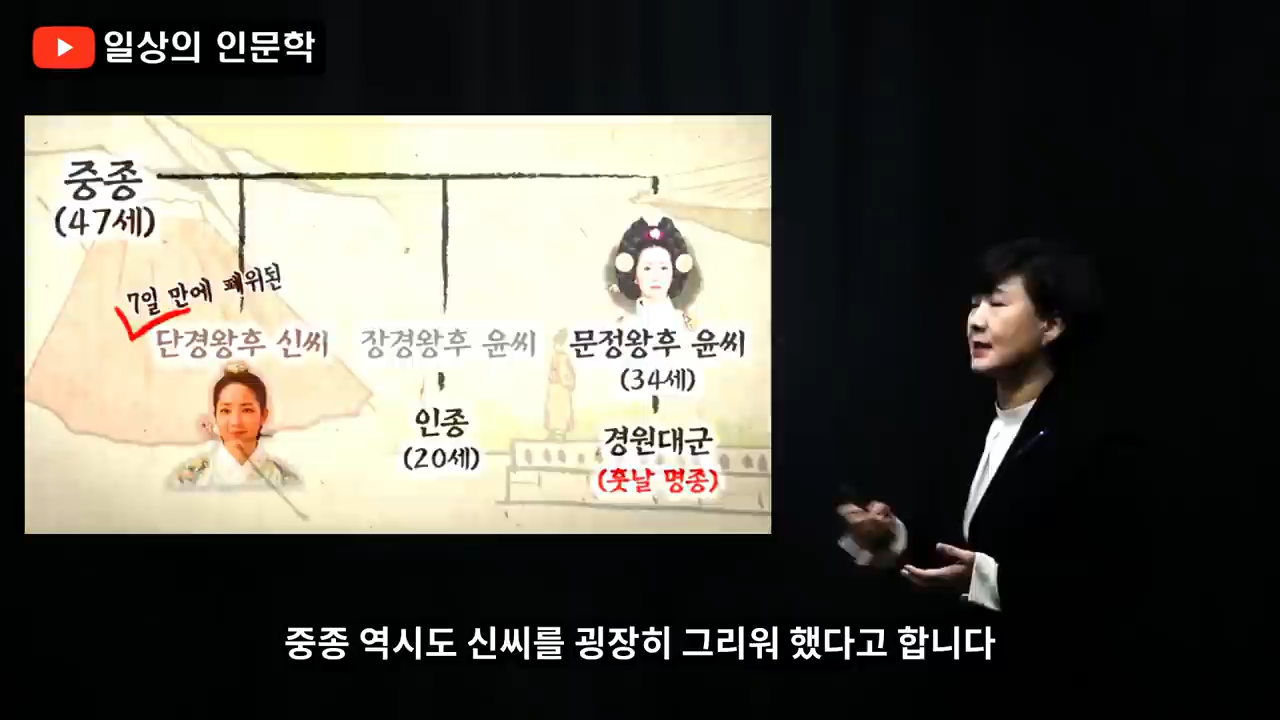 일상의 인문학
중종
(47세)
7일 만에 폐위된
단경왕후 신씨
장경왕후 윤씨
인종
(20세)
문정왕후 윤씨
(34세)
경원대군
(훗날 명종)
중종 역시도 신씨를 굉장히 그리워 했다고 합니다